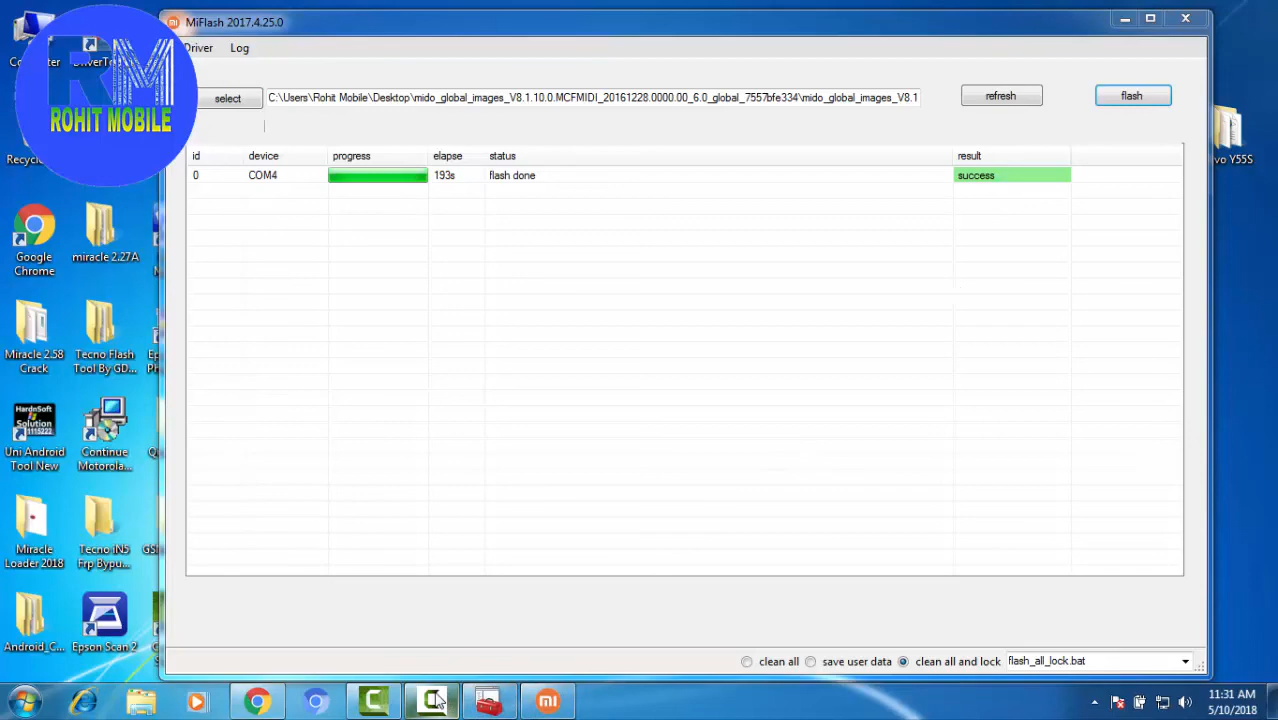 MiFlash 2017.4.25.0
Driver
Log
RM
ROHIT MOBILE
select
C:\Users\Rohit Mobile\Desktop\mido_global_images_V8.1.10.0.MCFMIDI_20161228.0000.00_6.0_global_7557bfe334\mido_global_images_V8.1
refresh
flash
id
device
progress
elapse
status
result
0
COM4
193s
flash done
success
Google
Chrome
miracle 2.27A
Miracle 2.58
Crack
Tecno Flash
Tool By GD...
HardnSoft
Solution
1115222
Uni Android
Tool New
Continue
Motorola...
Miracle
Loader 2018
Tecno IN5
Frp Bypu...
Android_C...
Epson Scan 2
vo Y55S
clean all
save user data
clean all and lock
flash_all_lock.bat
11:31 AM
5/10/2018